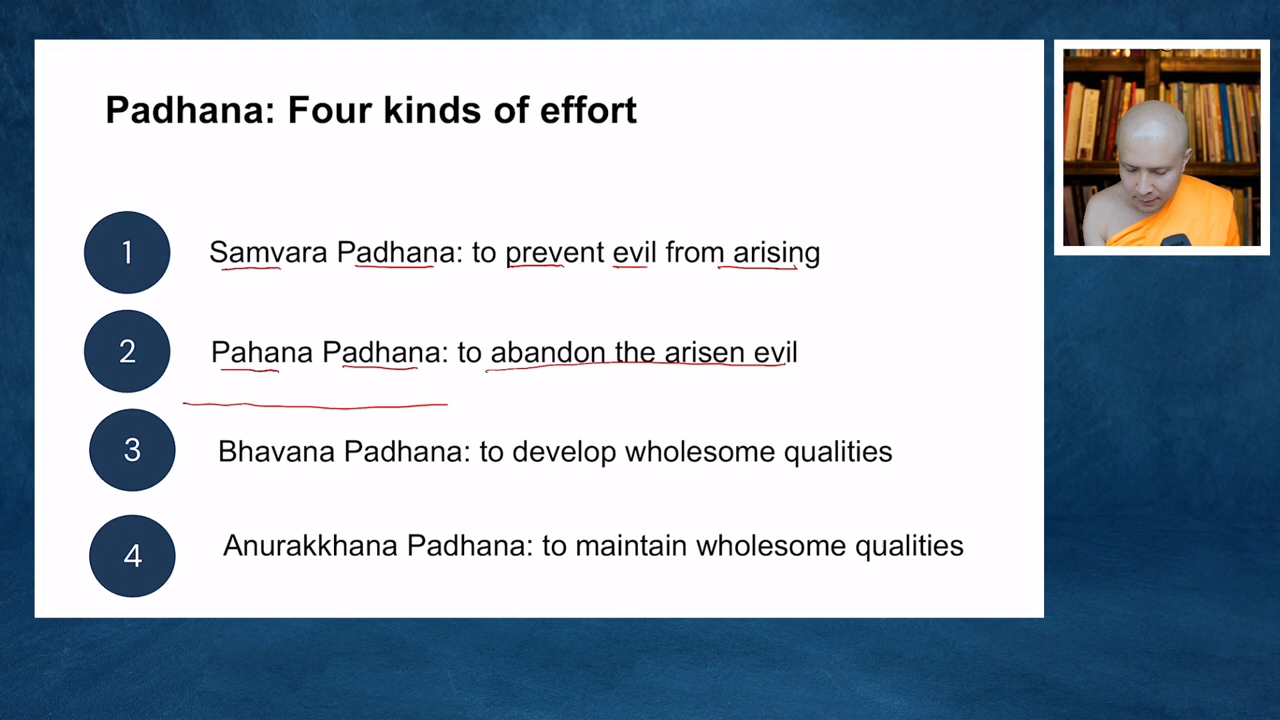 Padhana: Four kinds of effort
1
Samvara Padhana: to prevent evil from arising
2
Pahana Padhana: to abandon the arisen evil
3
Bhavana Padhana: to develop wholesome qualities
4
Anurakkhana Padhana: to maintain wholesome qualities